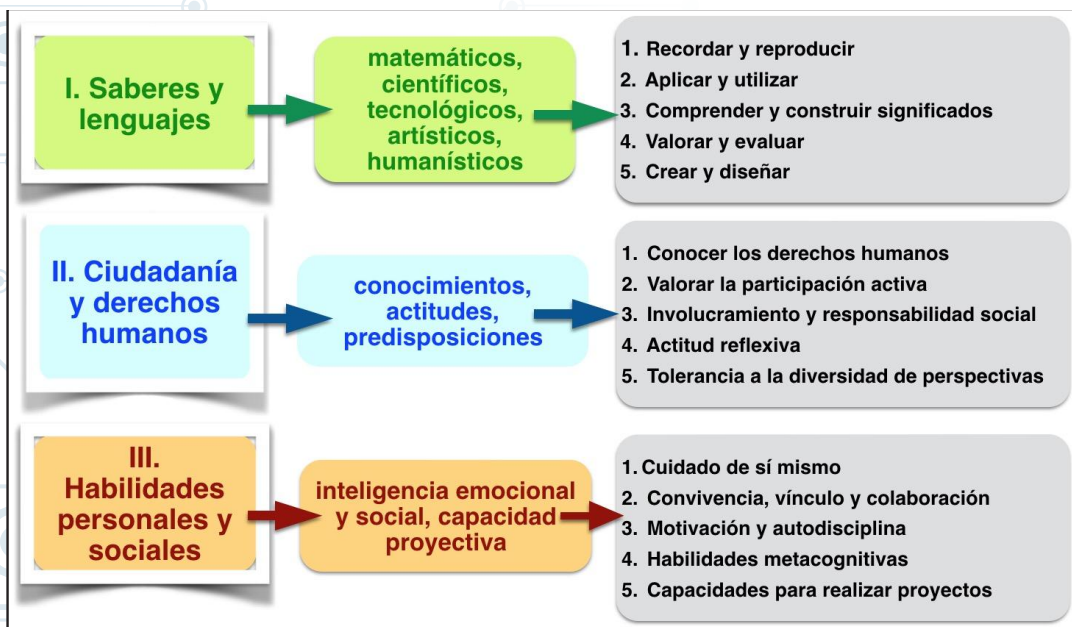 I. Saberes y
lenguajes
matemáticos,
científicos,
tecnológicos,
artísticos,
humanísticos
1. Recordar y reproducir
2. Aplicar y utilizar
3. Comprender y construir significados
4. Valorar y evaluar
5. Crear y diseñar
II. Ciudadanía
y derechos
humanos
conocimientos,
actitudes,
predisposiciones
1. Conocer los derechos humanos
2. Valorar la participación activa
3. Involucramiento y responsabilidad social
4. Actitud reflexiva
5. Tolerancia a la diversidad de perspectivas
III.
Habilidades
personales y
sociales
inteligencia emocional
y social, capacidad
proyectiva
1. Cuidado de sí mismo
2. Convivencia, vínculo y colaboración
3. Motivación y autodisciplina
4. Habilidades metacognitivas
5. Capacidades para realizar proyectos